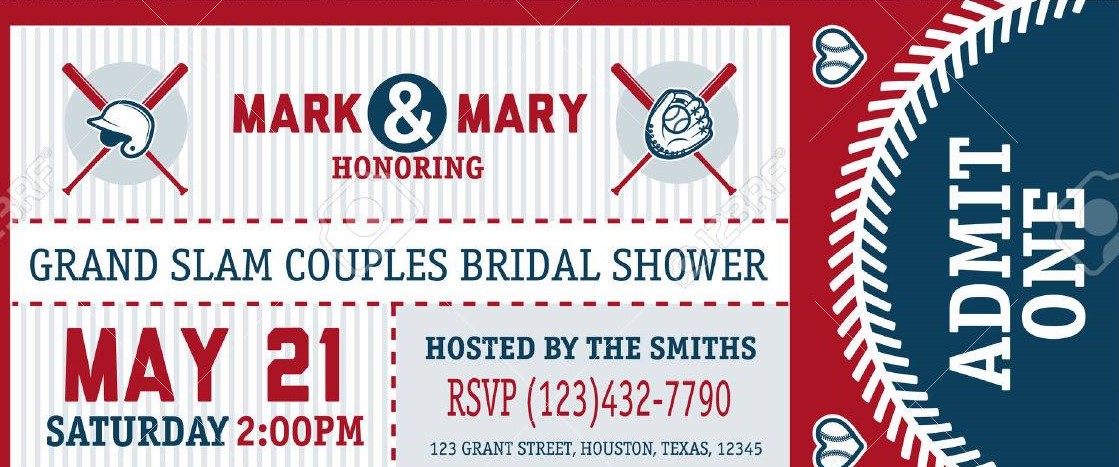 MARK & MARY
HONORING
GRAND SLAM COUPLES BRIDAL SHOWER
MAY 21
SATURDAY 2:00PM
HOSTED BY THE SMITHS
RSVP (123)432-7790
123 GRANT STREET, HOUSTON, TEXAS, 12345
ADMIT
ONE
123RF